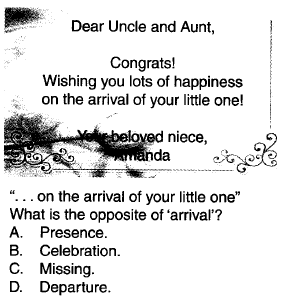 Dear Uncle and Aunt,
Congrats!
Wishing you lots of happiness
on the arrival of your little one!
Your beloved niece,
Amanda
“. . . on the arrival of your little one”
What is the opposite of ‘arrival’?
A. Presence.
B. Celebration.
C. Missing.
D. Departure.